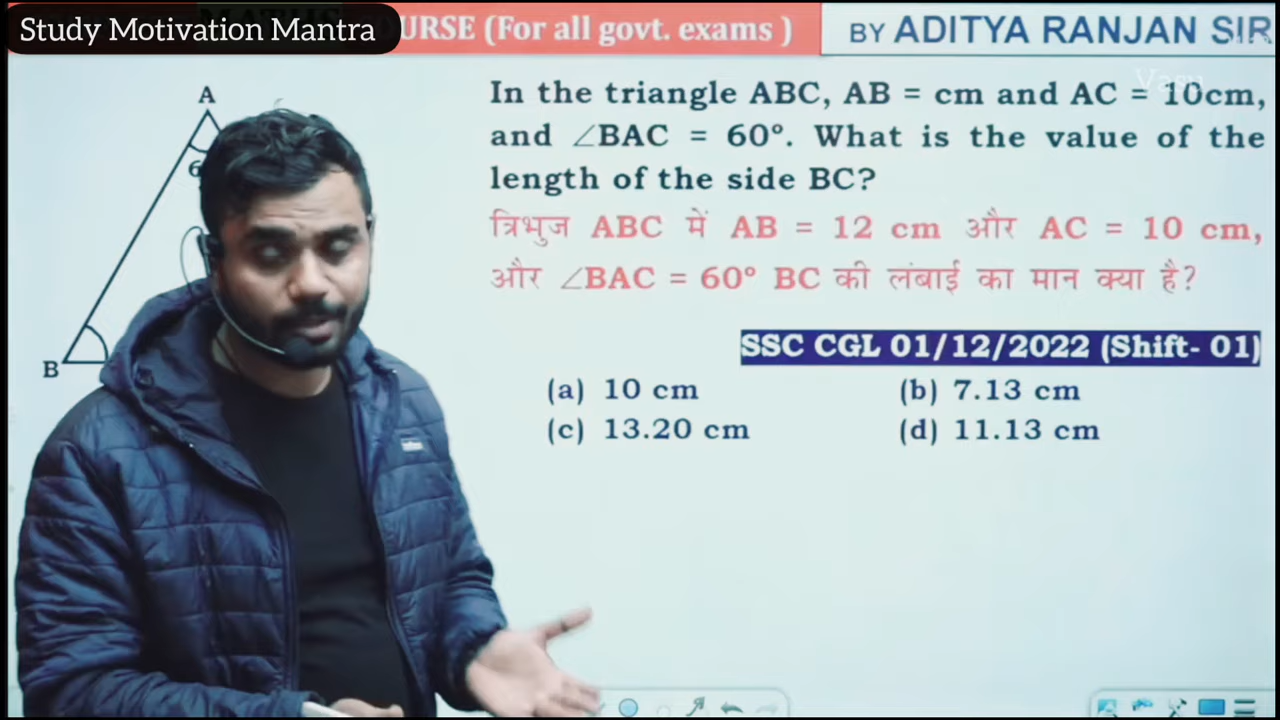 Study Motivation Mantra
URSE (For all govt. exams )
BY ADITYA RANJAN SIR
Vasu
A
B
6
In the triangle ABC, AB = cm and AC = 10cm,
and ∠BAC = 60°. What is the value of the
length of the side BC?
त्रिभुज ABC में AB = 12 cm और AC = 10 cm,
और ∠BAC = 60° BC की लंबाई का मान क्या है?
SSC CGL 01/12/2022 (Shift- 01)
(a) 10 cm (b) 7.13 cm
(c) 13.20 cm (d) 11.13 cm